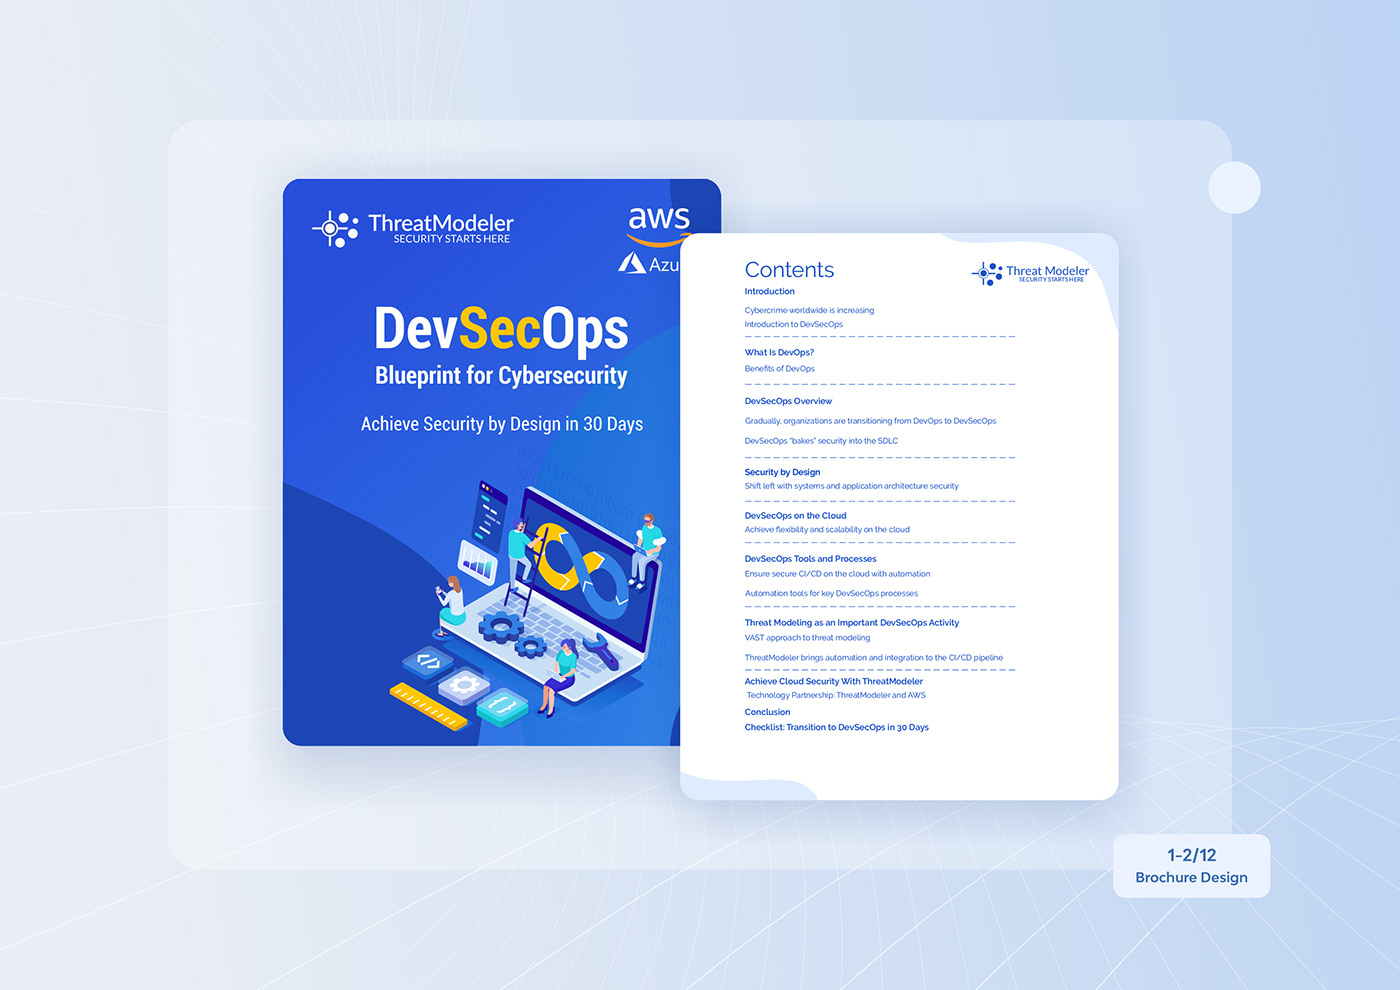 ThreatModeler
SECURITY STARTS HERE
aws
Azu
DevSecOps
Blueprint for Cybersecurity
Achieve Security by Design in 30 Days
Contents
Threat Modeler
SECURITY STARTS HERE
Introduction
Cybercrime worldwide is increasing
Introduction to DevSecOps
What Is DevOps?
Benefits of DevOps
DevSecOps Overview
Gradually, organizations are transitioning from DevOps to DevSecOps
DevSecOps "bakes" security into the SDLC
Security by Design
Shift left with systems and application architecture security
DevSecOps on the Cloud
Achieve flexibility and scalability on the cloud
DevSecOps Tools and Processes
Ensure secure CI/CD on the cloud with automation
Automation tools for key DevSecOps processes
Threat Modeling as an Important DevSecOps Activity
VAST approach to threat modeling
ThreatModeler brings automation and integration to the CI/CD pipeline
Achieve Cloud Security With ThreatModeler
Technology Partnership: ThreatModeler and AWS
Conclusion
Checklist: Transition to DevSecOps in 30 Days
1-2/12
Brochure Design